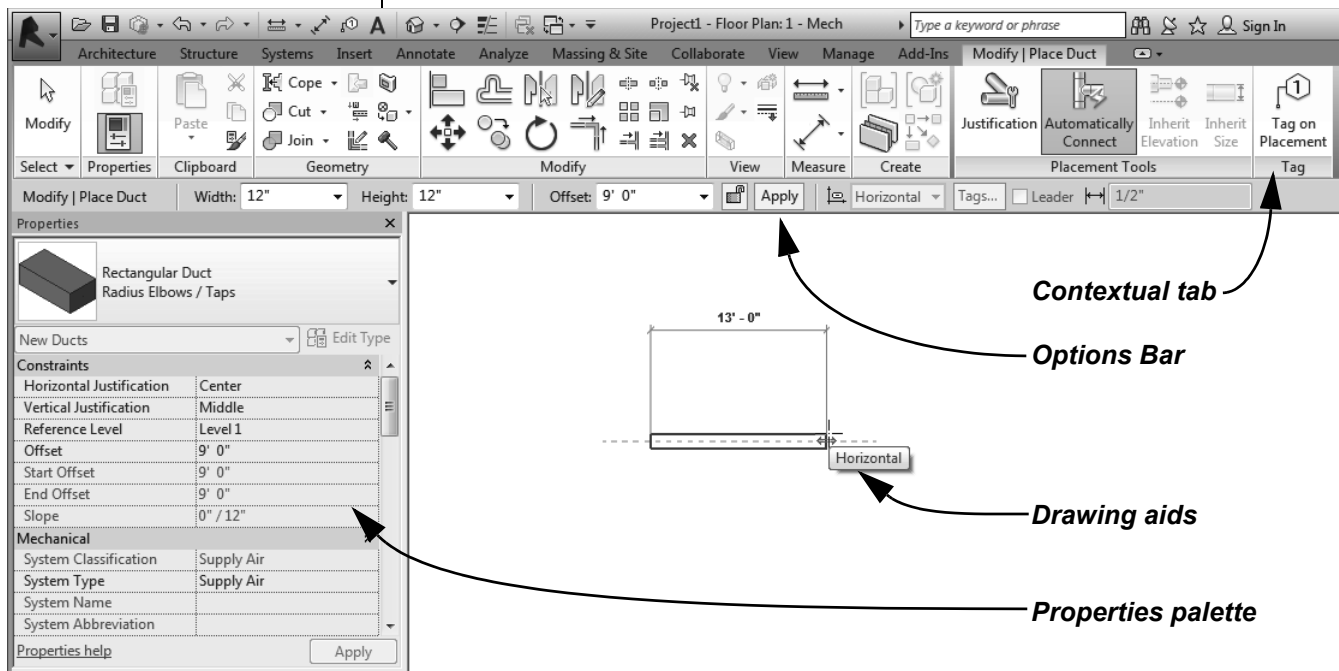 Project1 - Floor Plan: 1 - Mech Type a keyword or phrase Sign In
Architecture Structure Systems Insert Annotate Analyze Massing & Site Collaborate View Manage Add-Ins Modify | Place Duct
Modify Paste Cope Cut Join Justification Automatically Connect Inherit Elevation Inherit Size Tag on Placement
Select Properties Clipboard Geometry Modify View Measure Create Placement Tools Tag
Modify | Place Duct Width: 12" Height: 12" Offset: 9' 0" Apply Horizontal Tags... Leader 1/2"
Properties
Rectangular Duct
Radius Elbows / Taps
New Ducts Edit Type
Constraints
Horizontal Justification Center
Vertical Justification Middle
Reference Level Level 1
Offset 9' 0"
Start Offset 9' 0"
End Offset 9' 0"
Slope 0" / 12"
Mechanical
System Classification Supply Air
System Type Supply Air
System Name
System Abbreviation
Properties help Apply
13' - 0"
Horizontal
Contextual tab
Options Bar
Drawing aids
Properties palette